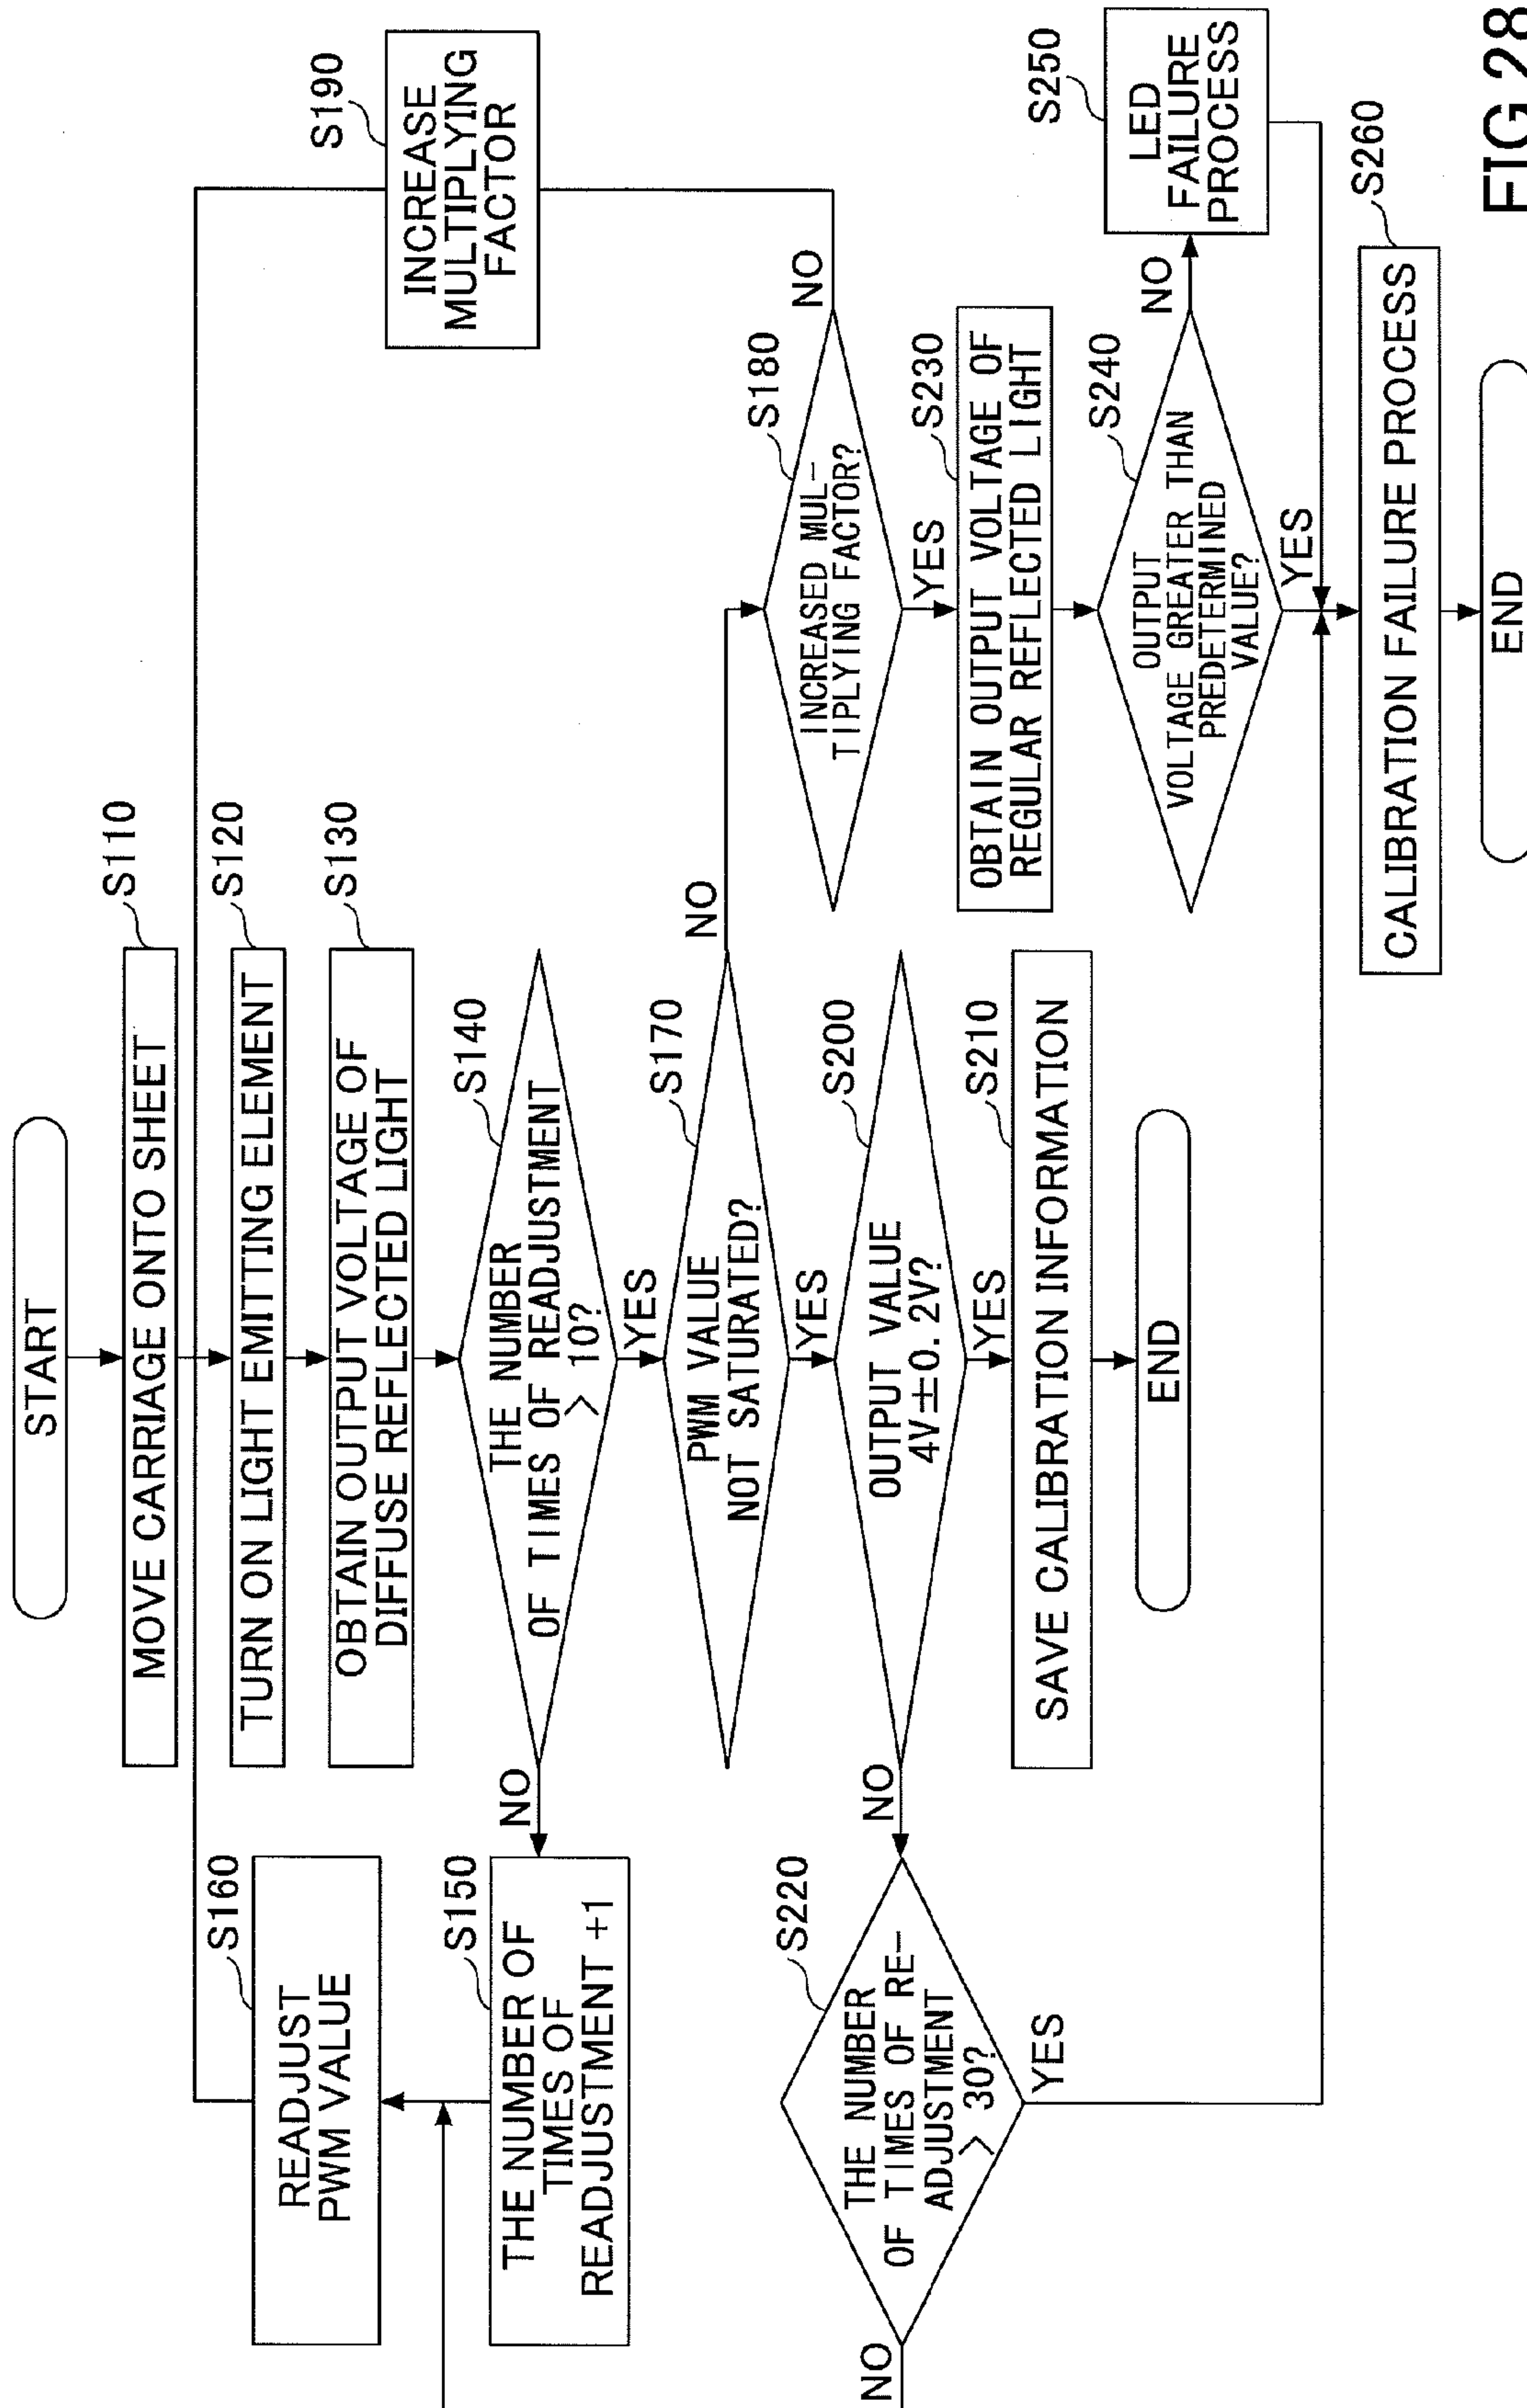 START
S110
MOVE CARRIAGE ONTO SHEET
S120
TURN ON LIGHT EMITTING ELEMENT
S130
OBTAIN OUTPUT VOLTAGE OF
DIFFUSE REFLECTED LIGHT
S140
THE NUMBER
OF TIMES OF READJUSTMENT
> 10?
NO
YES
S150
THE NUMBER OF
TIMES OF
READJUSTMENT +1
S160
READJUST
PWM VALUE
S170
PWM VALUE
NOT SATURATED?
NO
YES
S180
INCREASED MUL-
TIPLYING FACTOR?
NO
YES
S190
INCREASE
MULTIPLYING
FACTOR
S200
OUTPUT VALUE
4V±0. 2V?
NO
YES
S210
SAVE CALIBRATION INFORMATION
END
S220
THE NUMBER
OF TIMES OF RE-
ADJUSTMENT
> 30?
NO
YES
S230
OBTAIN OUTPUT VOLTAGE OF
REGULAR REFLECTED LIGHT
S240
OUTPUT
VOLTAGE GREATER THAN
PREDETERMINED
VALUE?
NO
YES
S250
LED
FAILURE
PROCESS
S260
CALIBRATION FAILURE PROCESS
END
FIG.28